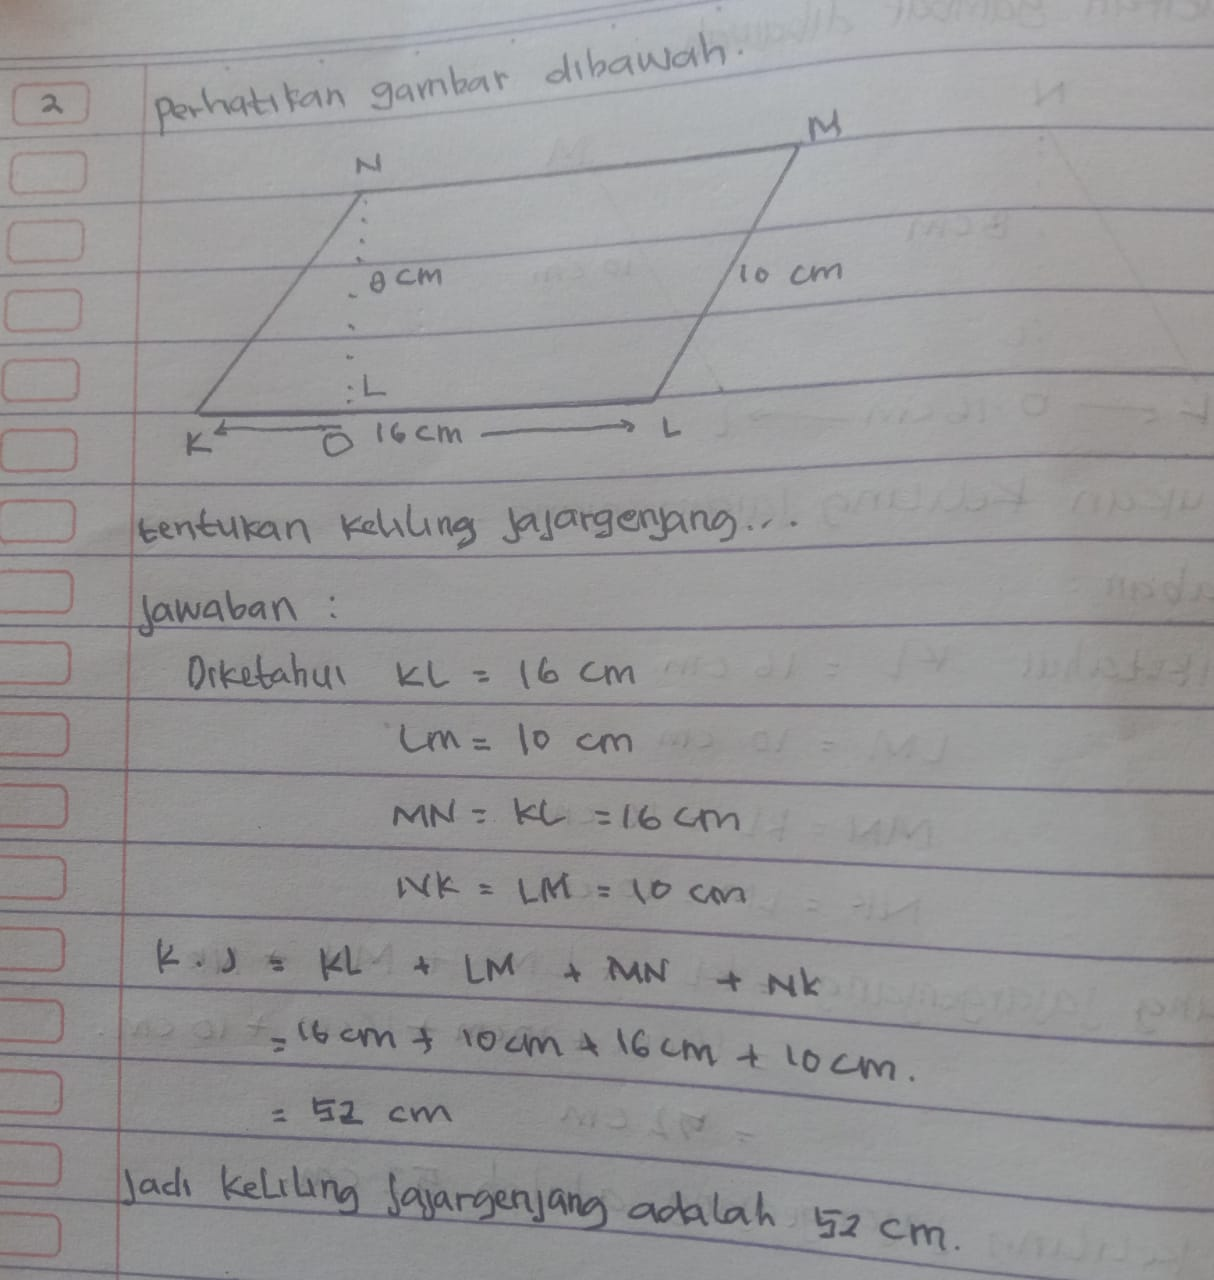 2
Perhatikan gambar dibawah.
N
M
8 cm
10 cm
L
K
O 16 cm
L
tentukan keliling jajargenjang...
Jawaban :
Diketahui KL = 16 cm
LM = 10 cm
MN = KL = 16 cm
NK = LM = 10 cm
K.J = KL + LM + MN + NK
= 16 cm + 10 cm + 16 cm + 10 cm.
= 52 cm
Jadi keliling jajargenjang adalah 52 cm.